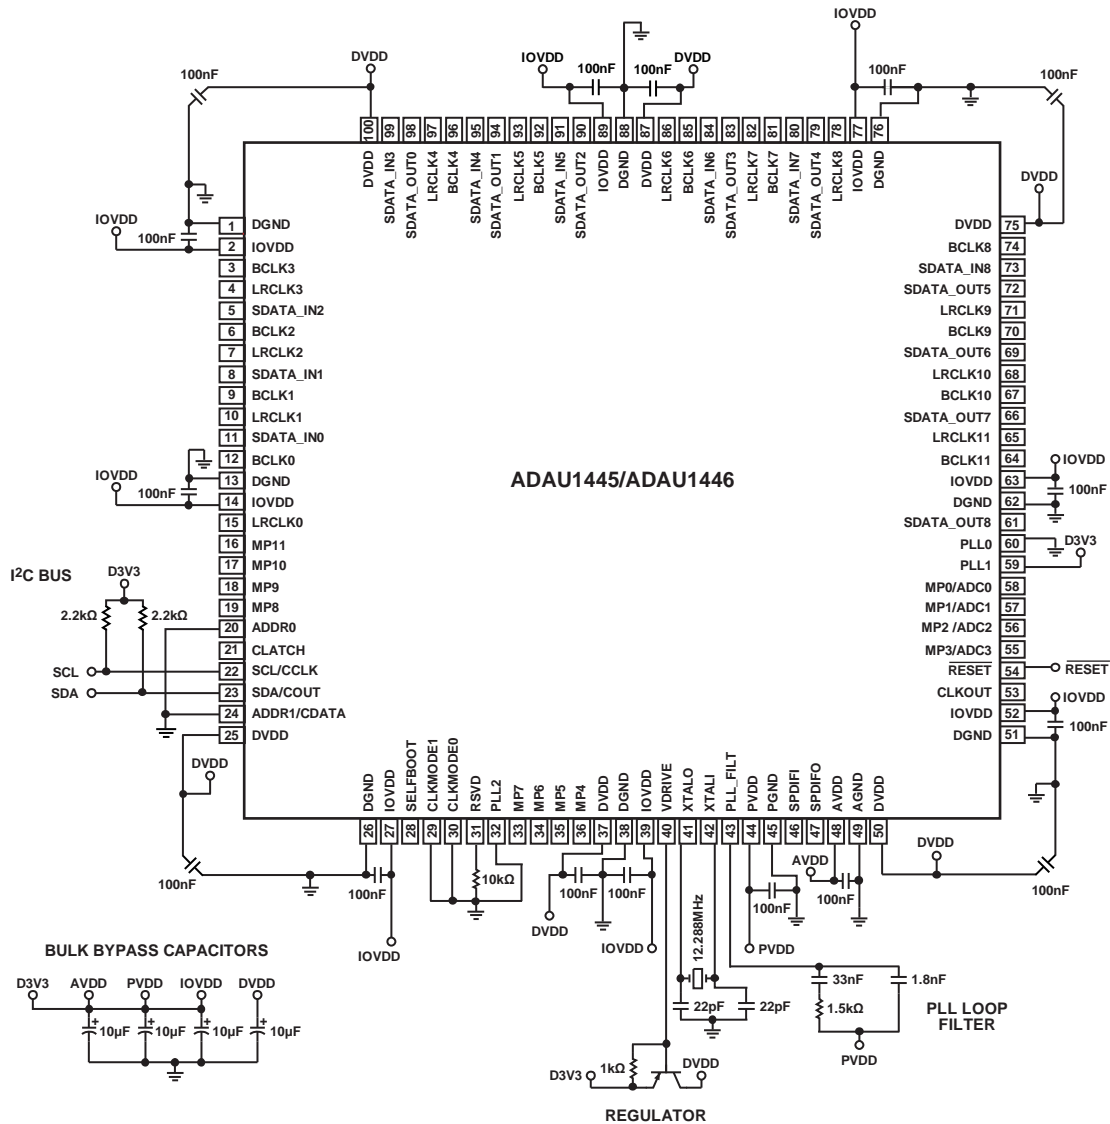 IOVDD
DVDD
100nF
IOVDD
100nF
100nF
DVDD
100nF
100nF
100
99
98
97
96
95
94
93
92
91
90
89
88
87
86
85
84
83
82
81
80
79
78
77
76
DVDD
SDATA_IN3
SDATA_OUT0
LRCLK4
BCLK4
SDATA_IN4
SDATA_OUT1
LRCLK5
BCLK5
SDATA_IN5
SDATA_OUT2
IOVDD
DGND
DVDD
LRCLK6
BCLK6
SDATA_IN6
SDATA_OUT3
LRCLK7
BCLK7
SDATA_IN7
SDATA_OUT4
LRCLK8
IOVDD
DGND
DVDD
IOVDD
100nF
1 DGND
2 IOVDD
3 BCLK3
4 LRCLK3
5 SDATA_IN2
6 BCLK2
7 LRCLK2
8 SDATA_IN1
9 BCLK1
10 LRCLK1
11 SDATA_IN0
12 BCLK0
13 DGND
14 IOVDD
15 LRCLK0
16 MP11
17 MP10
18 MP9
19 MP8
20 ADDR0
21 CLATCH
22 SCL/CCLK
23 SDA/COUT
24 ADDR1/CDATA
25 DVDD
IOVDD
100nF
I2C BUS
D3V3
2.2kΩ
2.2kΩ
SCL
SDA
DVDD
ADAU1445/ADAU1446
DVDD 75
BCLK8 74
SDATA_IN8 73
SDATA_OUT5 72
LRCLK9 71
BCLK9 70
SDATA_OUT6 69
LRCLK10 68
BCLK10 67
SDATA_OUT7 66
LRCLK11 65
BCLK11 64
IOVDD 63
DGND 62
SDATA_OUT8 61
PLL0 60
PLL1 59
MP0/ADC0 58
MP1/ADC1 57
MP2 /ADC2 56
MP3/ADC3 55
RESET 54
CLKOUT 53
IOVDD 52
DGND 51
IOVDD
100nF
D3V3
RESET
IOVDD
100nF
DGND
IOVDD
SELFBOOT
CLKMODE1
CLKMODE0
RSVD
PLL2
MP7
MP6
MP5
MP4
DVDD
DGND
IOVDD
VDRIVE
XTALO
XTALI
PLL_FILT
PVDD
PGND
SPDIFI
SPDIFO
AVDD
AGND
DVDD
26
27
28
29
30
31
32
33
34
35
36
37
38
39
40
41
42
43
44
45
46
47
48
49
50
100nF
100nF
IOVDD
10kΩ
100nF
100nF
DVDD
IOVDD
12.288MHz
22pF
22pF
100nF
PVDD
AVDD
100nF
DVDD
100nF
BULK BYPASS CAPACITORS
D3V3
AVDD
PVDD
IOVDD
DVDD
+
10µF
+
10µF
+
10µF
+
10µF
33nF
1.8nF
1.5kΩ
PVDD
PLL LOOP
FILTER
D3V3
1kΩ
DVDD
REGULATOR